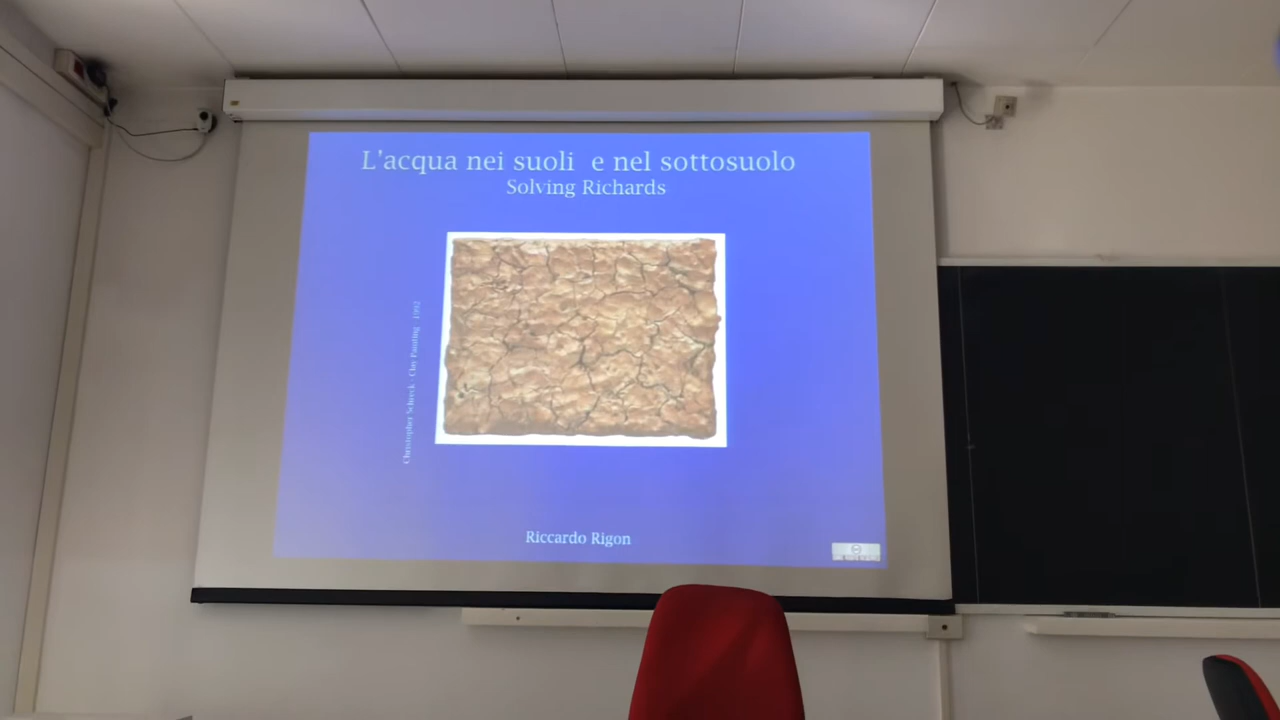 L'acqua nei suoli e nel sottosuolo
Solving Richards
Christopher Schreck - Clay Painting - 1992
Riccardo Rigon